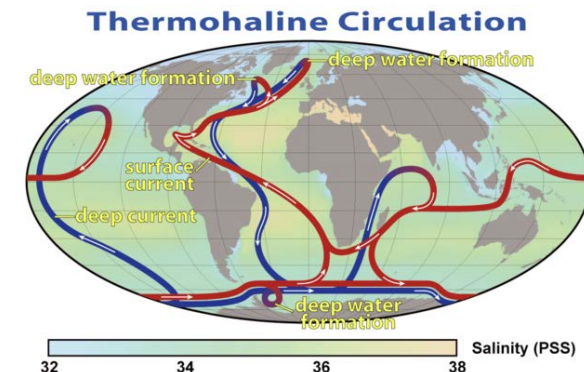 Thermohaline Circulation
deep water formation
deep water formation
surface
current
deep current
deep water
formation
Salinity (PSS)
32 34 36 38